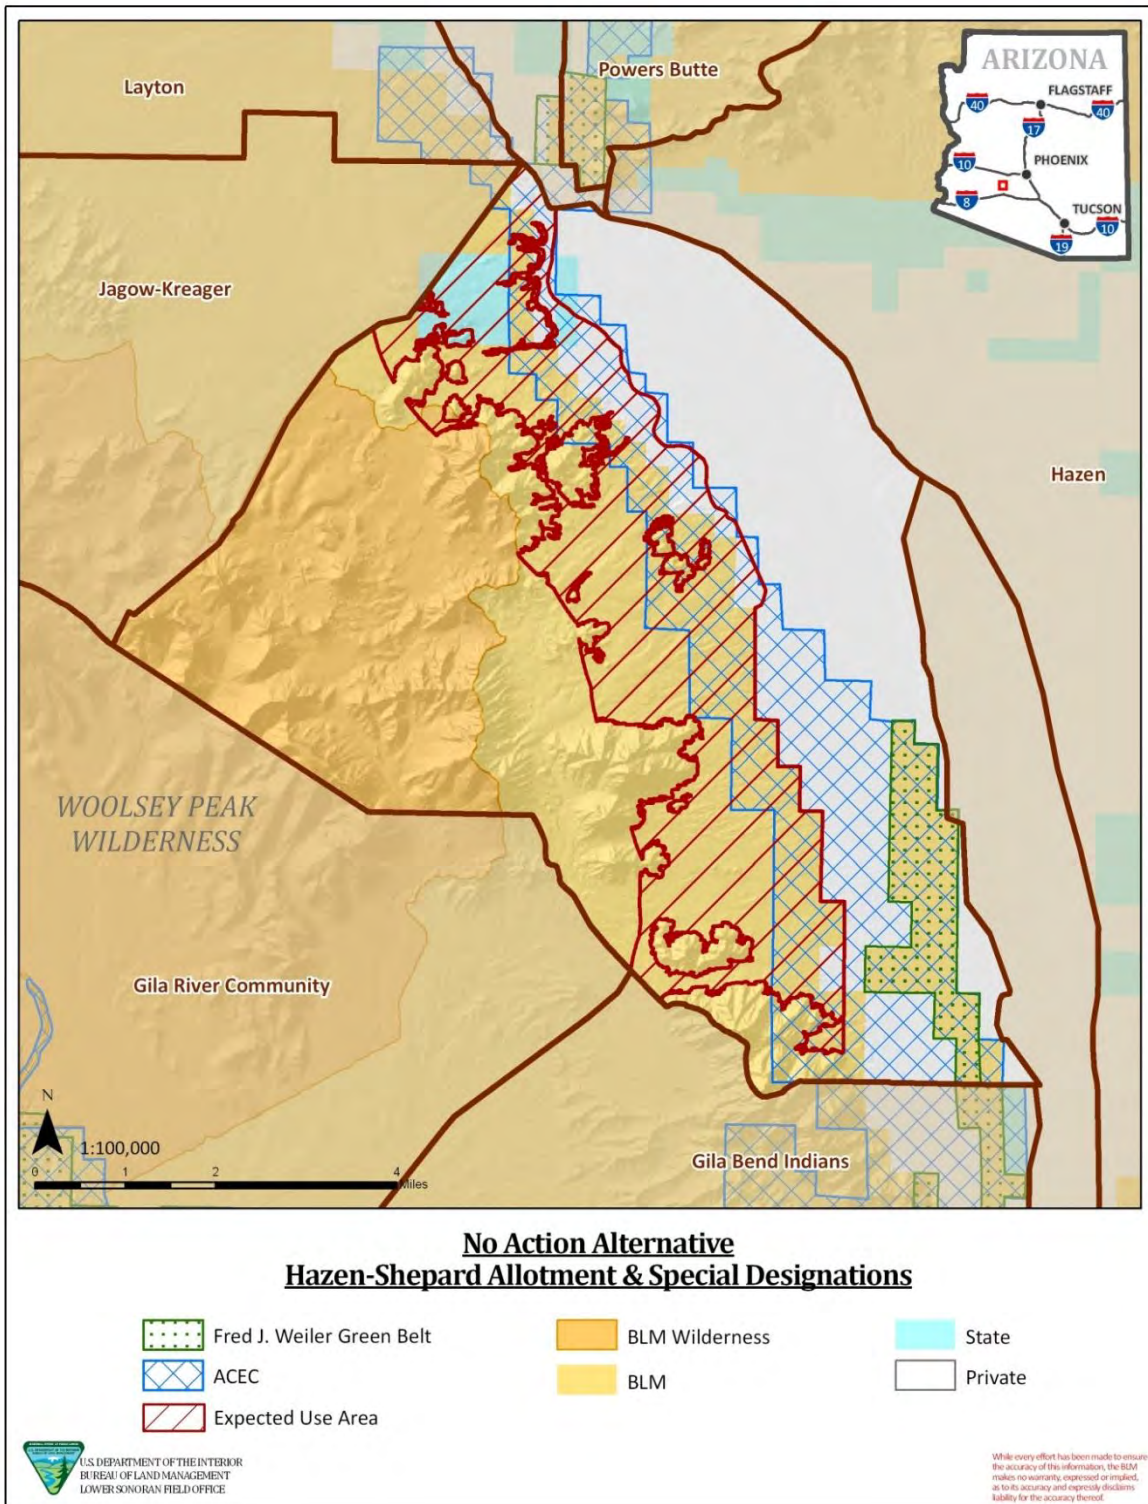 Layton
Powers Butte
ARIZONA
FLAGSTAFF
40
40
17
10
PHOENIX
8
TUCSON
10
19
Jagow-Kreager
Hazen
WOOLSEY PEAK
WILDERNESS
Gila River Community
N
1:100,000
0 1 2 4
Miles
Gila Bend Indians
No Action Alternative
Hazen-Shepard Allotment & Special Designations
Fred J. Weiler Green Belt
BLM Wilderness
State
ACEC
BLM
Private
Expected Use Area
U.S. DEPARTMENT OF THE INTERIOR
BUREAU OF LAND MANAGEMENT
LOWER SONORAN FIELD OFFICE
While every effort has been made to ensure
the accuracy of this information, the BLM
makes no warranty, expressed or implied,
as to its accuracy and expressly disclaims
liability for the accuracy thereof.